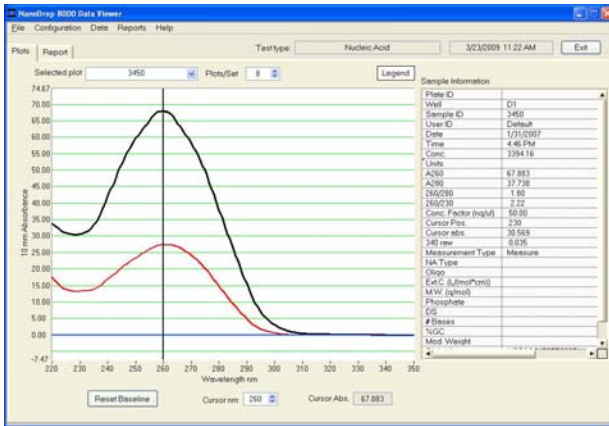 NanoDrop 8000 Data Viewer
File Configuration Data Reports Help
Plots Report Test type: Nucleic Acid 3/23/2009 11:22 AM Exit
Selected plot 3450 Plots/Set 8 Legend
Sample Information
Plate ID
Well D1
Sample ID 3450
User ID Default
Date 1/31/2007
Time 4:46 PM
Conc. 3394.16
Units
A260 67.883
A280 37.738
260/280 1.80
260/230 2.22
Conc. Factor (ng/ul) 50.00
Cursor Pos. 230
Cursor abs. 30.569
340 raw 0.035
Measurement Type Measure
NA Type
Oligo
Ext.C. (L/(mol*cm))
M.W. (g/mol)
Phosphate
DS
# Bases
%GC
Mod. Weight
10 mm Absorbance
74.67
70.00
65.00
60.00
55.00
50.00
45.00
40.00
35.00
30.00
25.00
20.00
15.00
10.00
5.00
0.00
-7.47
220 230 240 250 260 270 280 290 300 310 320 330 340 350
Wavelength nm
Reset Baseline Cursor nm 260 Cursor Abs. 67.883